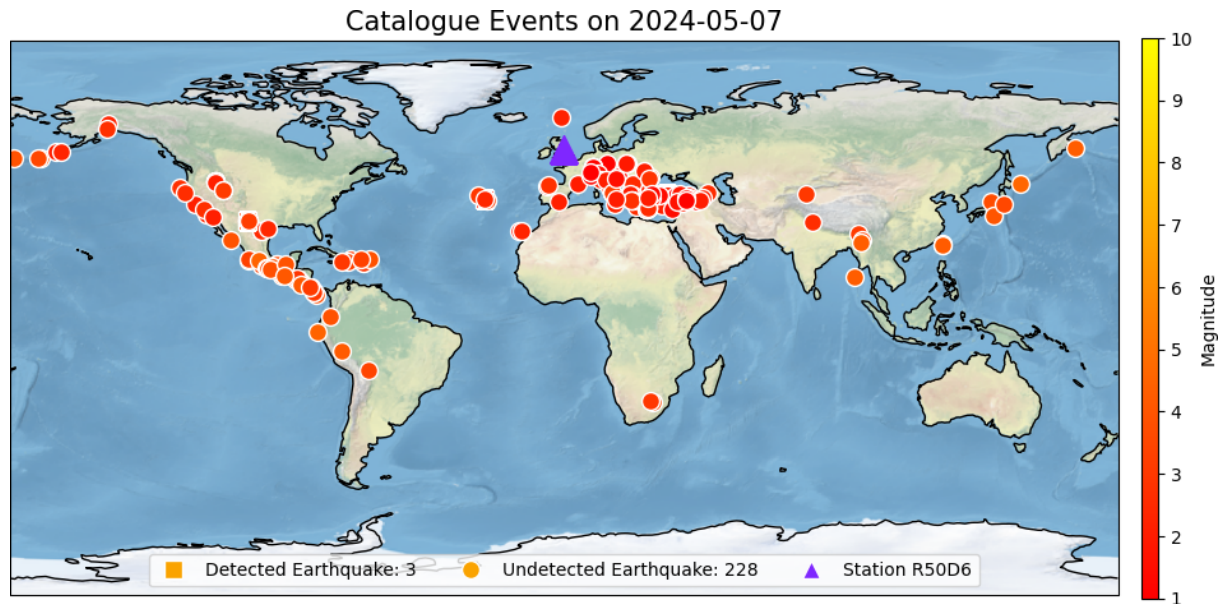 Catalogue Events on 2024-05-07
10
9
8
7
6
5
4
3
2
1
Magnitude
Detected Earthquake: 3
Undetected Earthquake: 228
Station R50D6